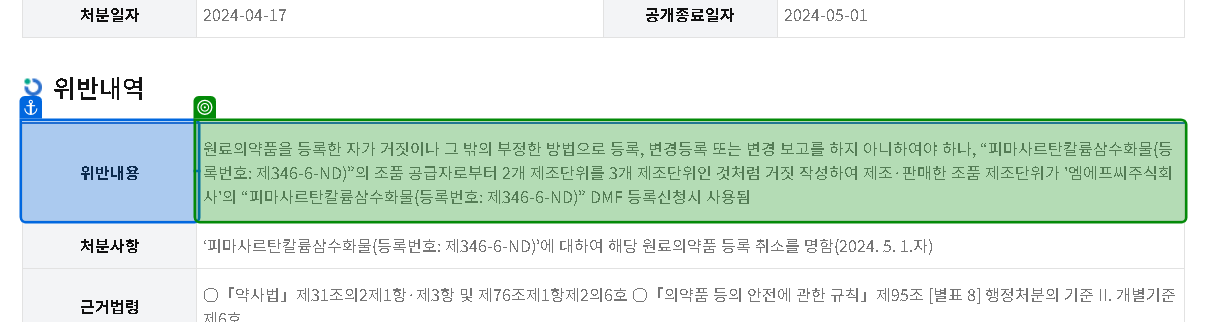 처분일자 2024-04-17 공개종료일자 2024-05-01
위반내역
위반내용 원료의약품을 등록한 자가 거짓이나 그 밖의 부정한 방법으로 등록, 변경등록 또는 변경 보고를 하지 아니하여야 하나, “피마사르탄칼륨삼수화물(등
록번호: 제346-6-ND)”의 조품 공급자로부터 2개 제조단위를 3개 제조단위인 것처럼 거짓 작성하여 제조·판매한 조품 제조단위가 '엠에프씨주식회
사'의 “피마사르탄칼륨삼수화물(등록번호: 제346-6-ND)” DMF 등록신청시 사용됨
처분사항 ‘피마사르탄칼륨삼수화물(등록번호: 제346-6-ND)’에 대하여 해당 원료의약품 등록 취소를 명함(2024. 5. 1.자)
근거법령 ○「약사법」제31조의2제1항·제3항 및 제76조제1항제2의6호 ○「의약품 등의 안전에 관한 규칙」제95조 [별표 8] 행정처분의 기준 II. 개별기준
제6호